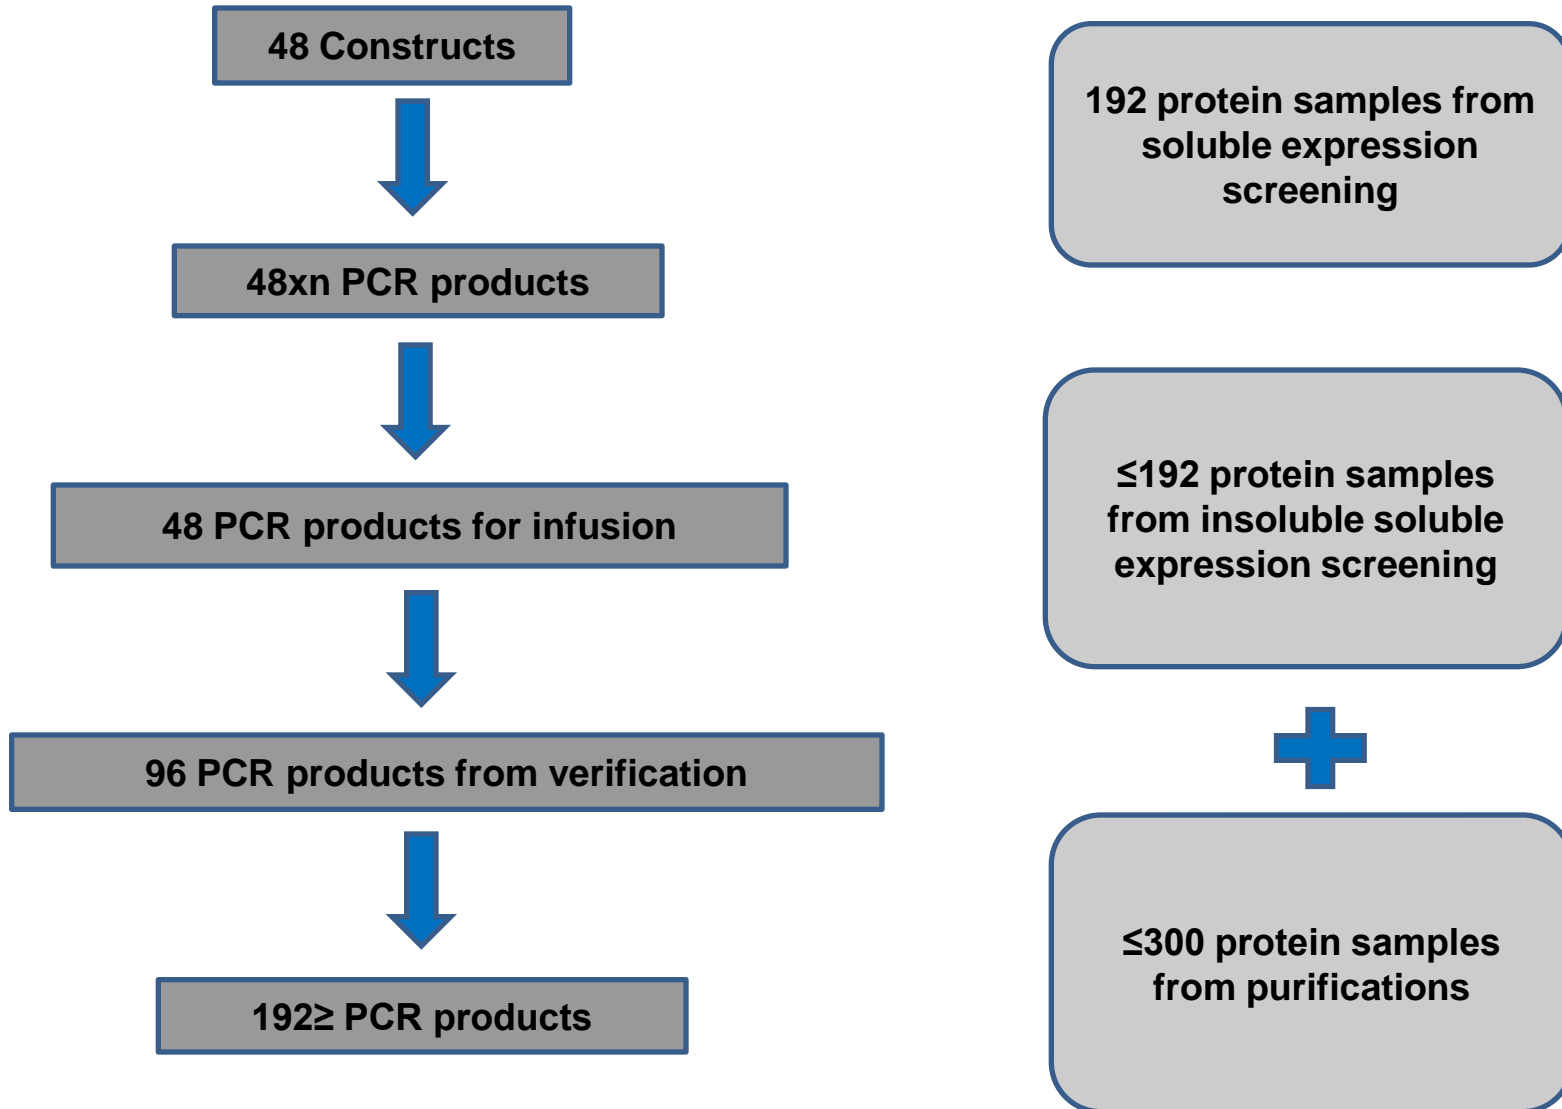 48 Constructs
48xn PCR products
48 PCR products for infusion
96 PCR products from verification
192≥ PCR products
192 protein samples from
soluble expression
screening
≤192 protein samples
from insoluble soluble
expression screening
≤300 protein samples
from purifications